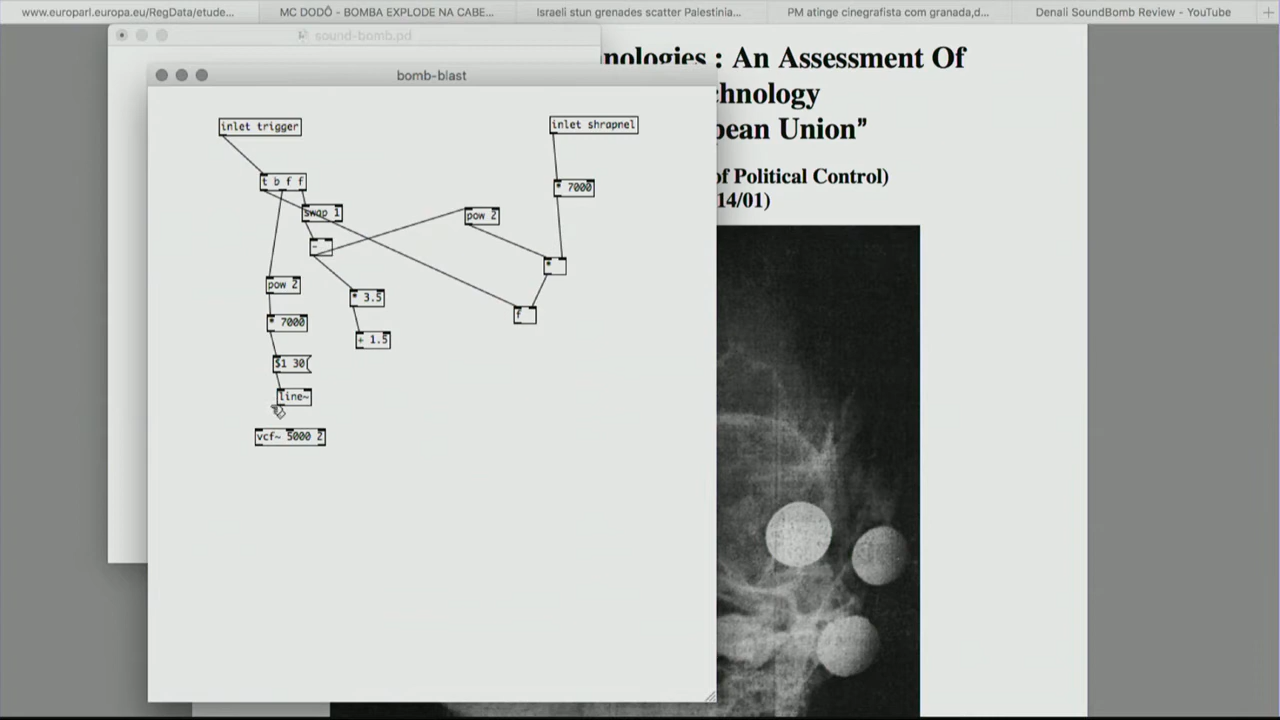 www.europarl.europa.eu/RegData/etude...
MC DODÔ - BOMBA EXPLODE NA CABE...
Israeli stun grenades scatter Palestinia...
PM atinge cinegrafista com granada,d...
Denali SoundBomb Review - YouTube
sound-bomb.pd
nologies : An Assessment Of
chnology
pean Union”
of Political Control)
14/01)
bomb-blast
inlet trigger
inlet shrapnel
t b f f
* 7000
swap 1
pow 2
-
*
pow 2
* 3.5
f
* 7000
+ 1.5
$1 30
line~
vcf~ 5000 2